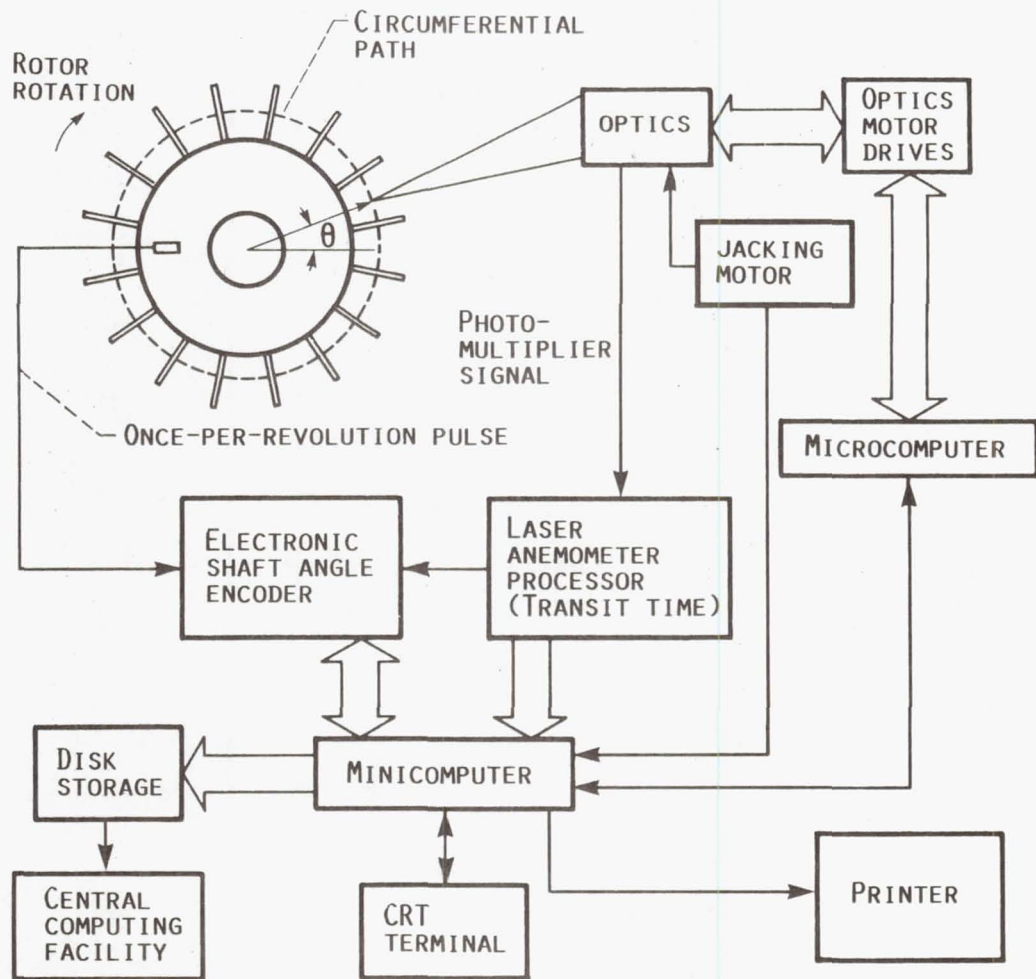 CIRCUMFERENTIAL
PATH
ROTOR
ROTATION
OPTICS
OPTICS
MOTOR
DRIVES
θ
JACKING
MOTOR
PHOTO-
MULTIPLIER
SIGNAL
ONCE-PER-REVOLUTION PULSE
MICROCOMPUTER
ELECTRONIC
SHAFT ANGLE
ENCODER
LASER
ANEMOMETER
PROCESSOR
(TRANSIT TIME)
DISK
STORAGE
MINICOMPUTER
CENTRAL
COMPUTING
FACILITY
CRT
TERMINAL
PRINTER